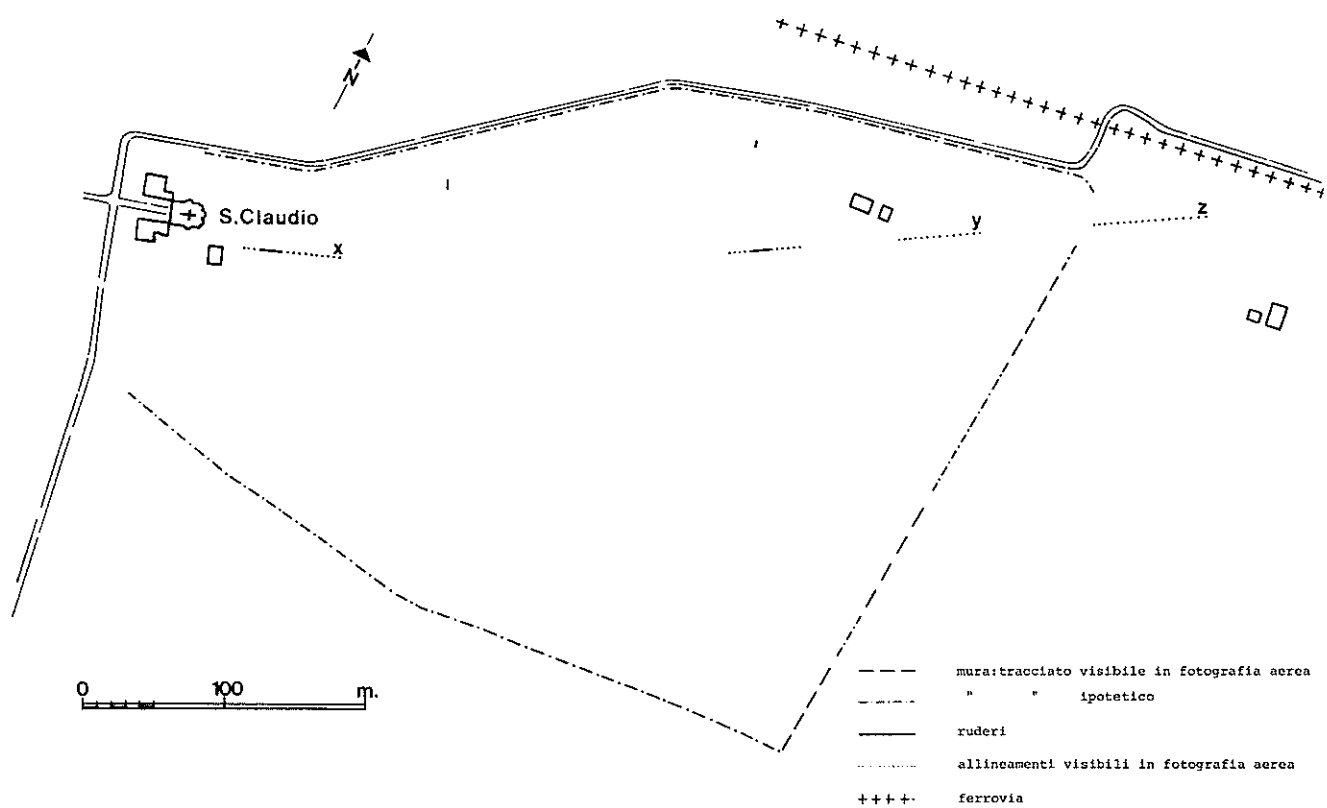 N
S.Claudio
x
y
z
0 100 m.
mura:tracciato visibile in fotografia aerea
" " ipotetico
ruderi
allineamenti visibili in fotografia aerea
ferrovia